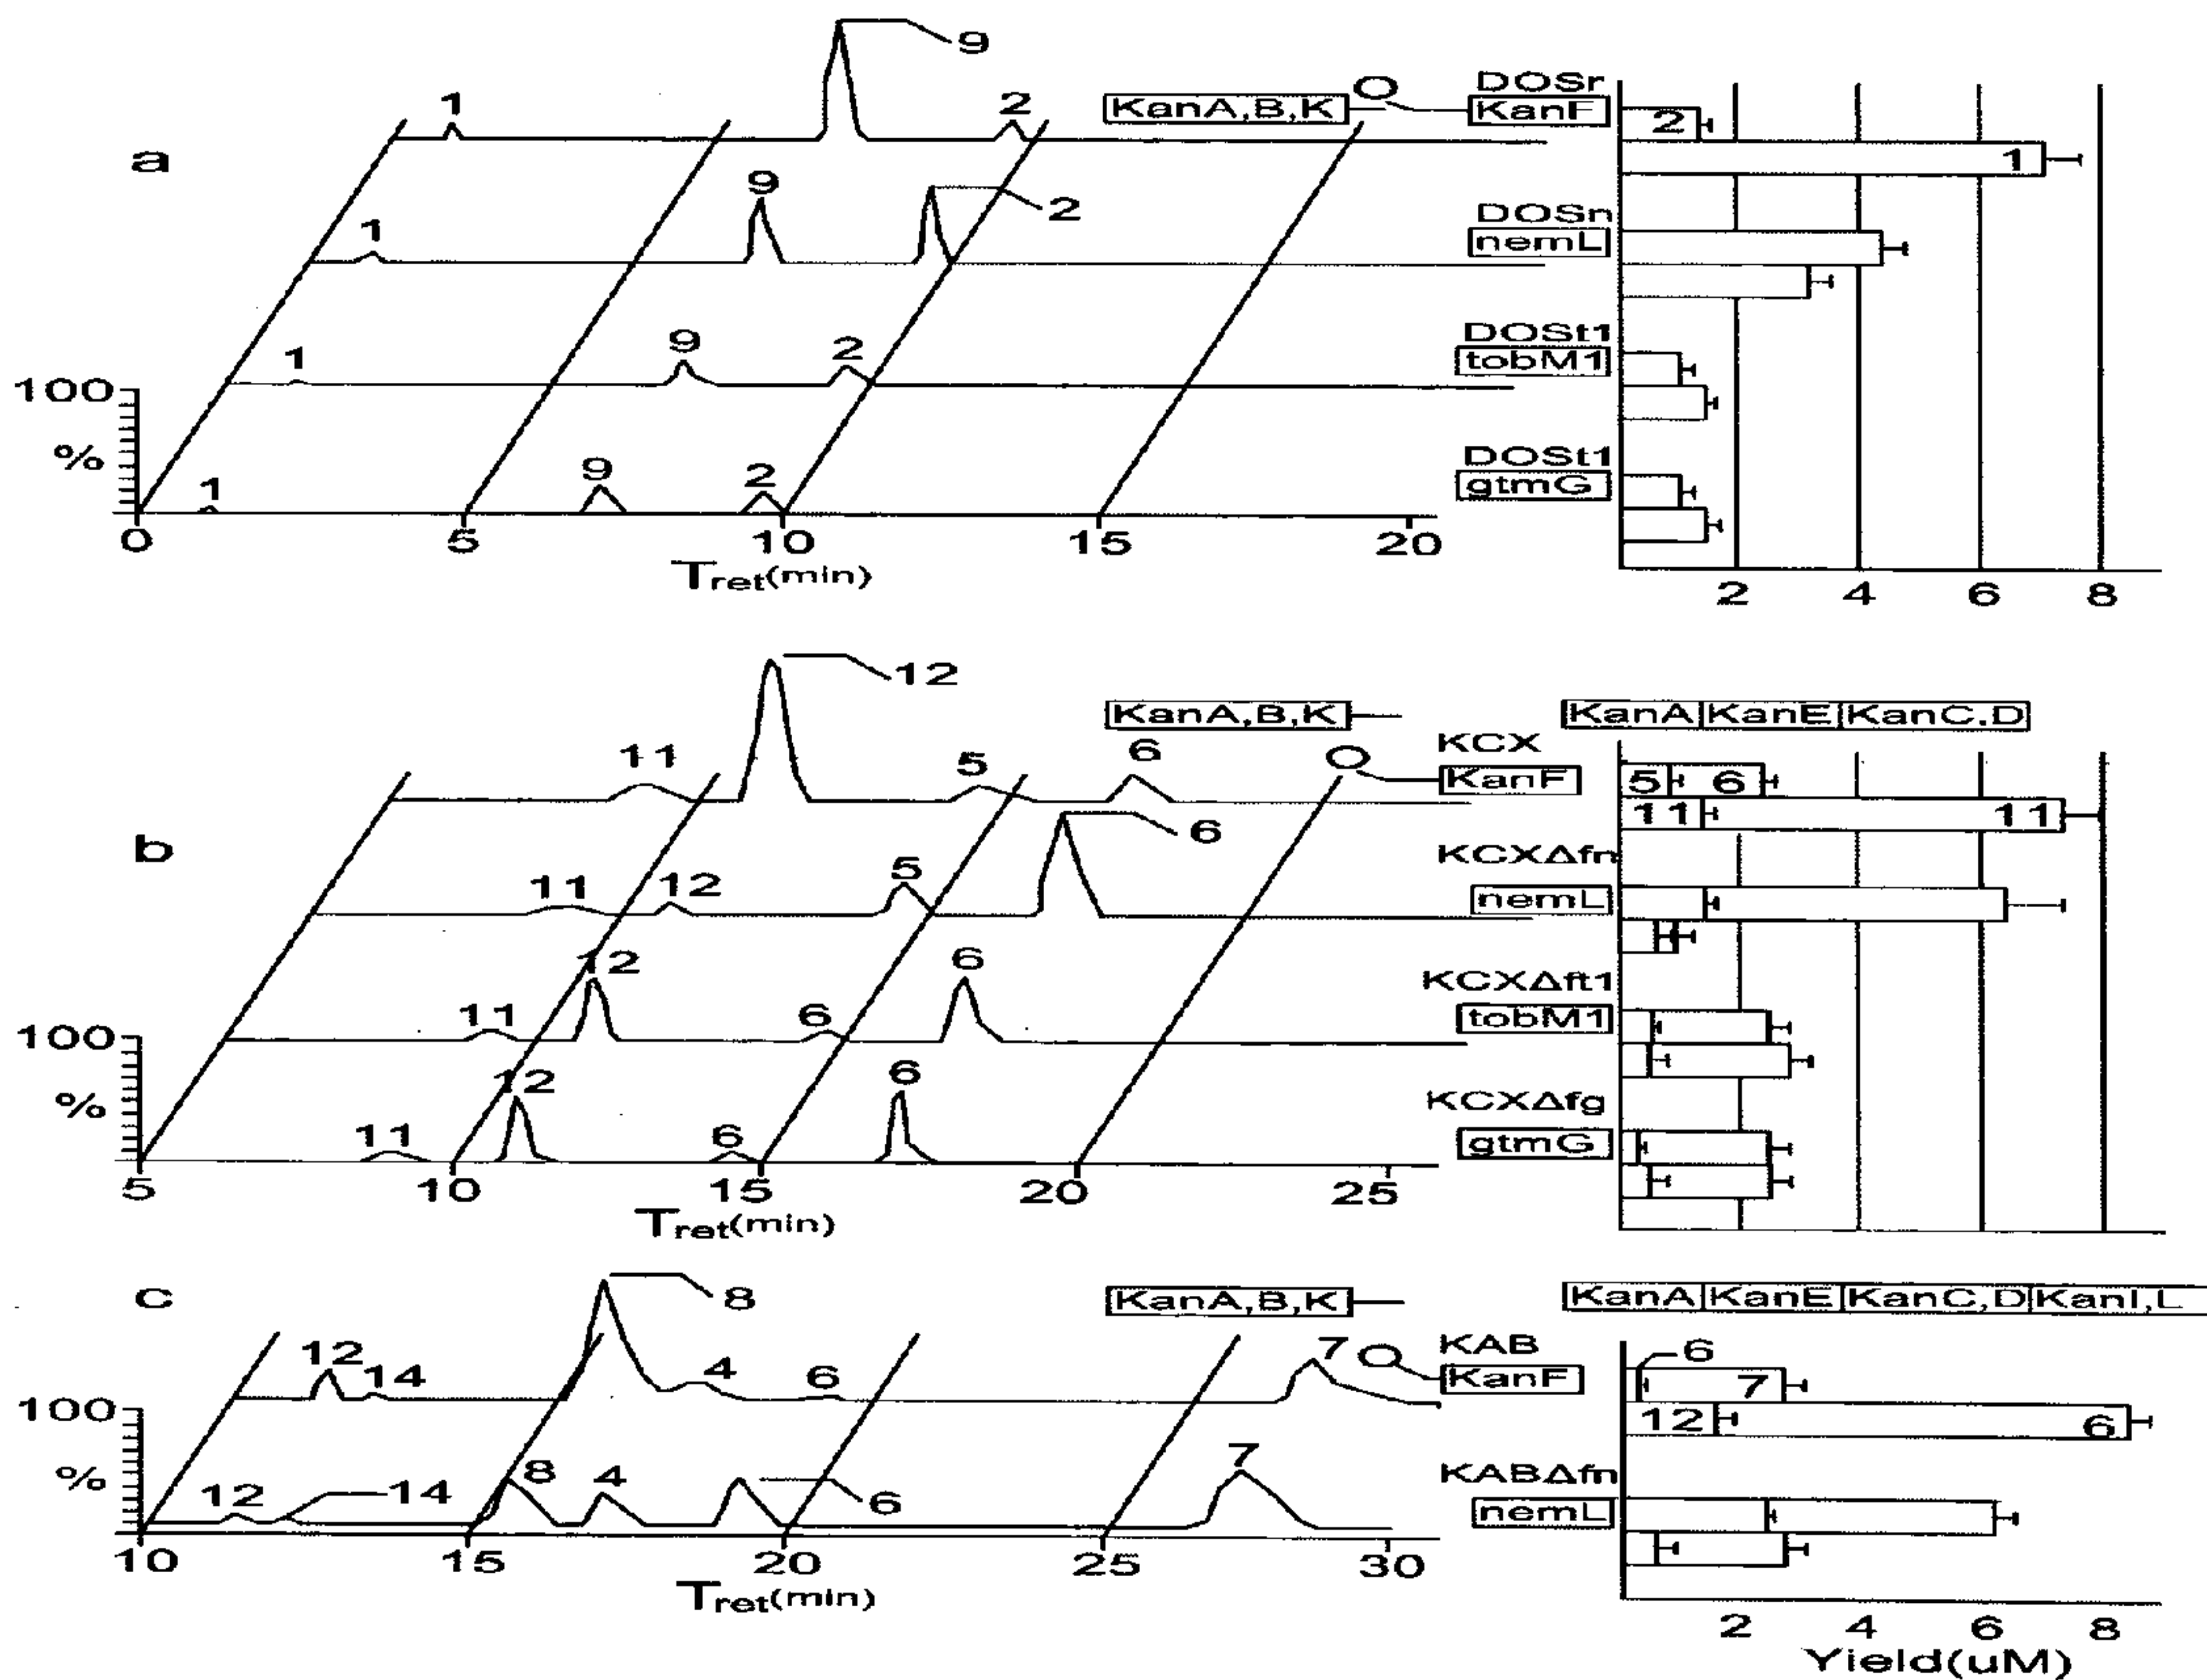 a
9
1
2
KanA,B,K
DOSr
KanF
2
1
1
9
2
DOSn
nemL
1
9
2
DOSt1
tobM1
100
%
1
9
2
DOSt1
gtmG
0 5 10 15 20
Tret(min)
2 4 6 8
b
12
11
5
6
KanA,B,K
KanA KanE KanC,D
KCX
KanF
5 6
11 11
11
12
5
6
KCXΔfn
nemL
11
12
6
6
KCXΔft1
tobM1
100
%
11
12
6
6
KCXΔfg
gtmG
5 10 15 20 25
Tret(min)
c
8
12
14
4
6
7
KanA,B,K
KanA KanE KanC,D KanI,L
KAB
KanF
6
7
12 6
100
%
12
14
8
4
6
7
KABΔfn
nemL
10 15 20 25 30
Tret(min)
2 4 6 8
Yield(uM)